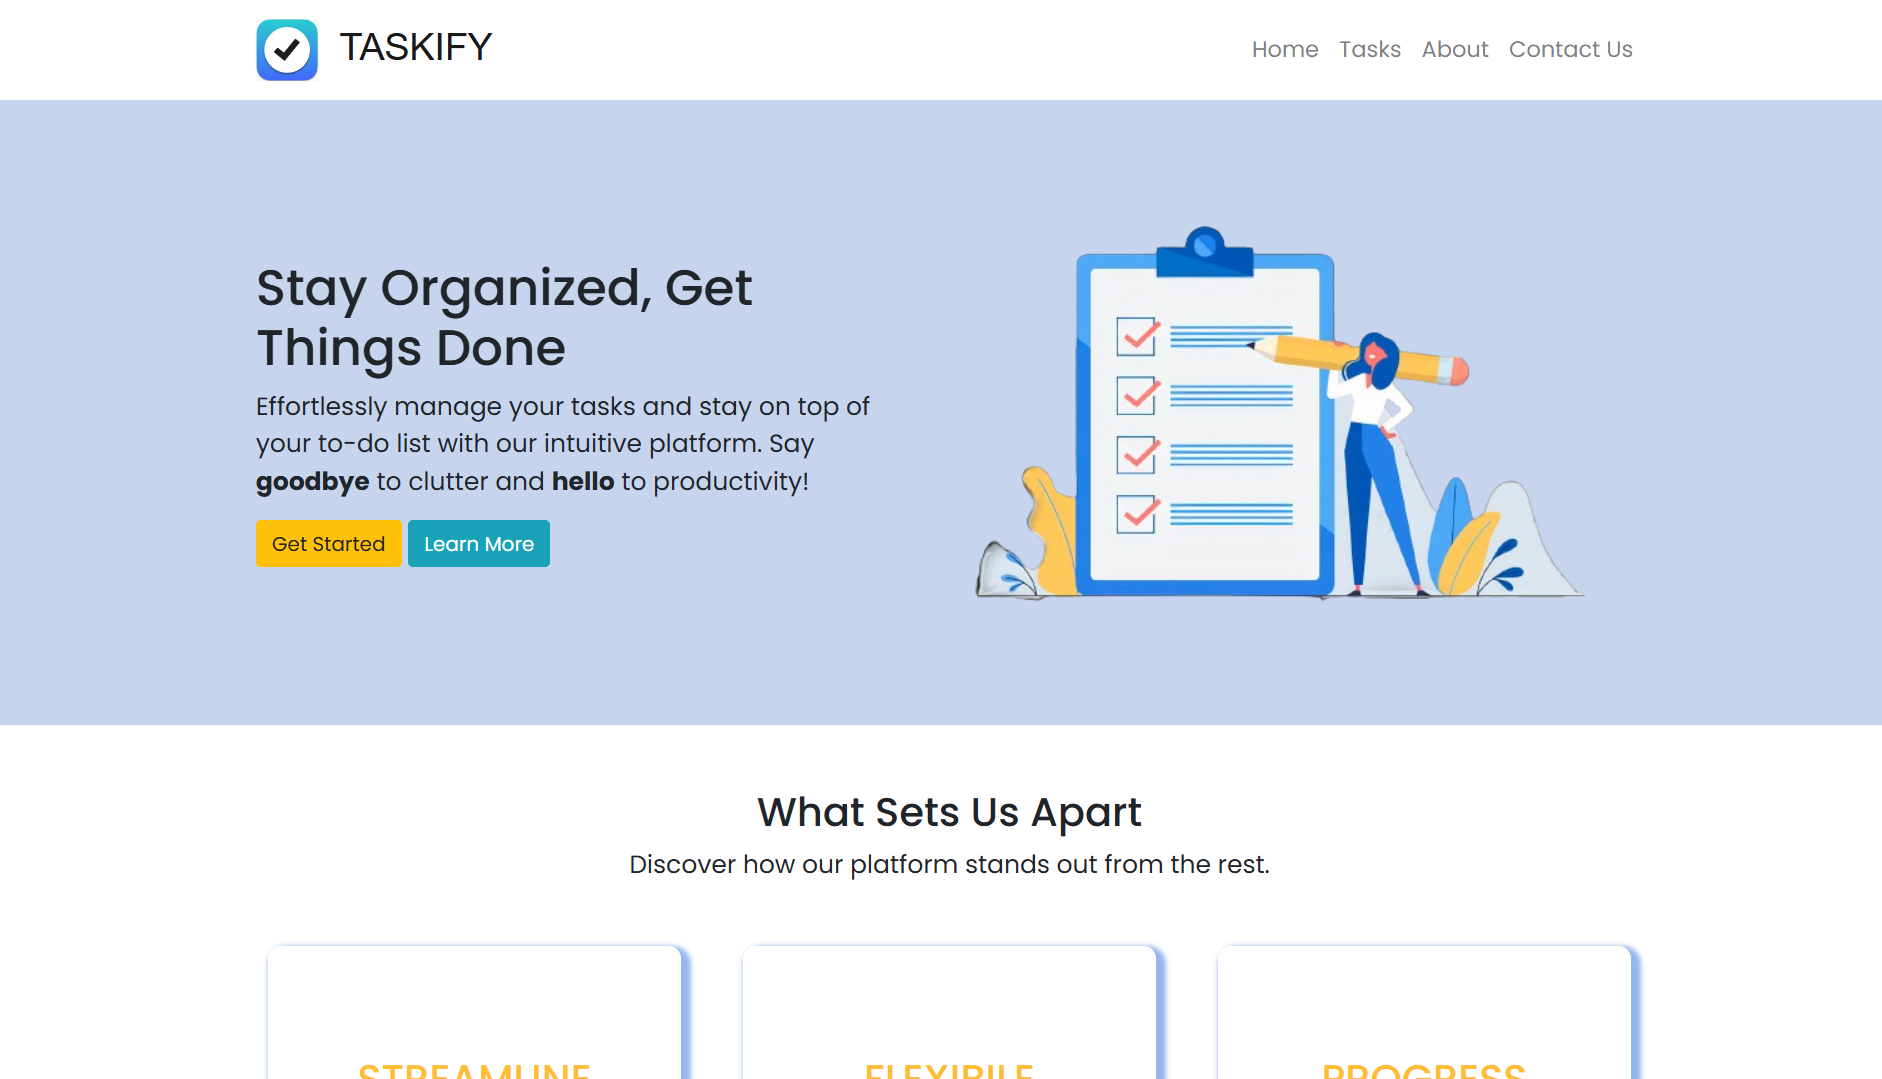 TASKIFY
Home Tasks About Contact Us
Stay Organized, Get
Things Done
Effortlessly manage your tasks and stay on top of
your to-do list with our intuitive platform. Say
goodbye to clutter and hello to productivity!
Get Started Learn More
What Sets Us Apart
Discover how our platform stands out from the rest.
STREAMLINE FLEXIBILE PROGRESS